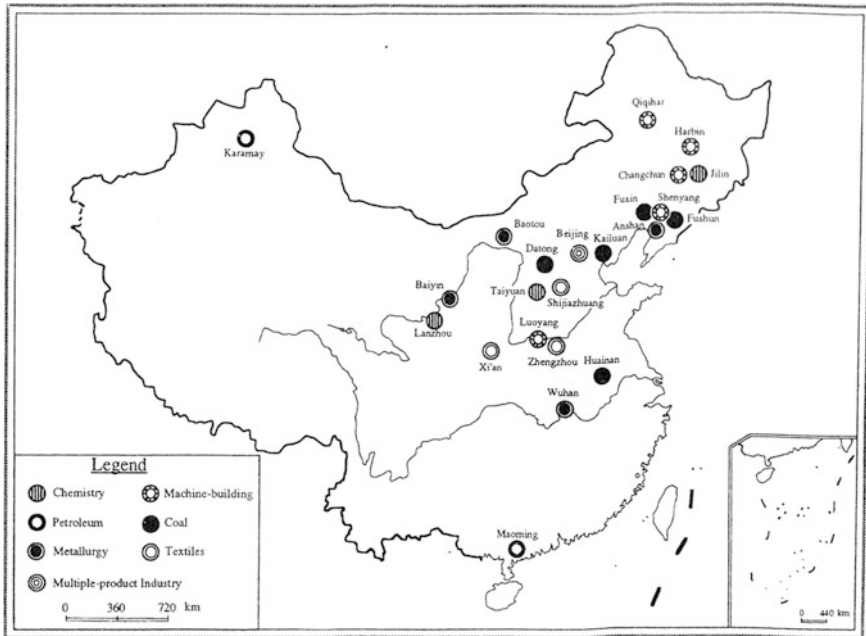 Qiqihar
Harbin
Karamay
Changchun
Jilin
Fuxin
Shenyang
Fushun
Anshan
Baotou
Beijing
Kailuan
Datong
Baiyin
Taiyuan
Shijiazhuang
Lanzhou
Luoyang
Xi'an
Zhengzhou
Huainan
Wuhan
Maoming
Legend
Chemistry
Machine-building
Petroleum
Coal
Metallurgy
Textiles
Multiple-product Industry
0 360 720 km
0 440 km